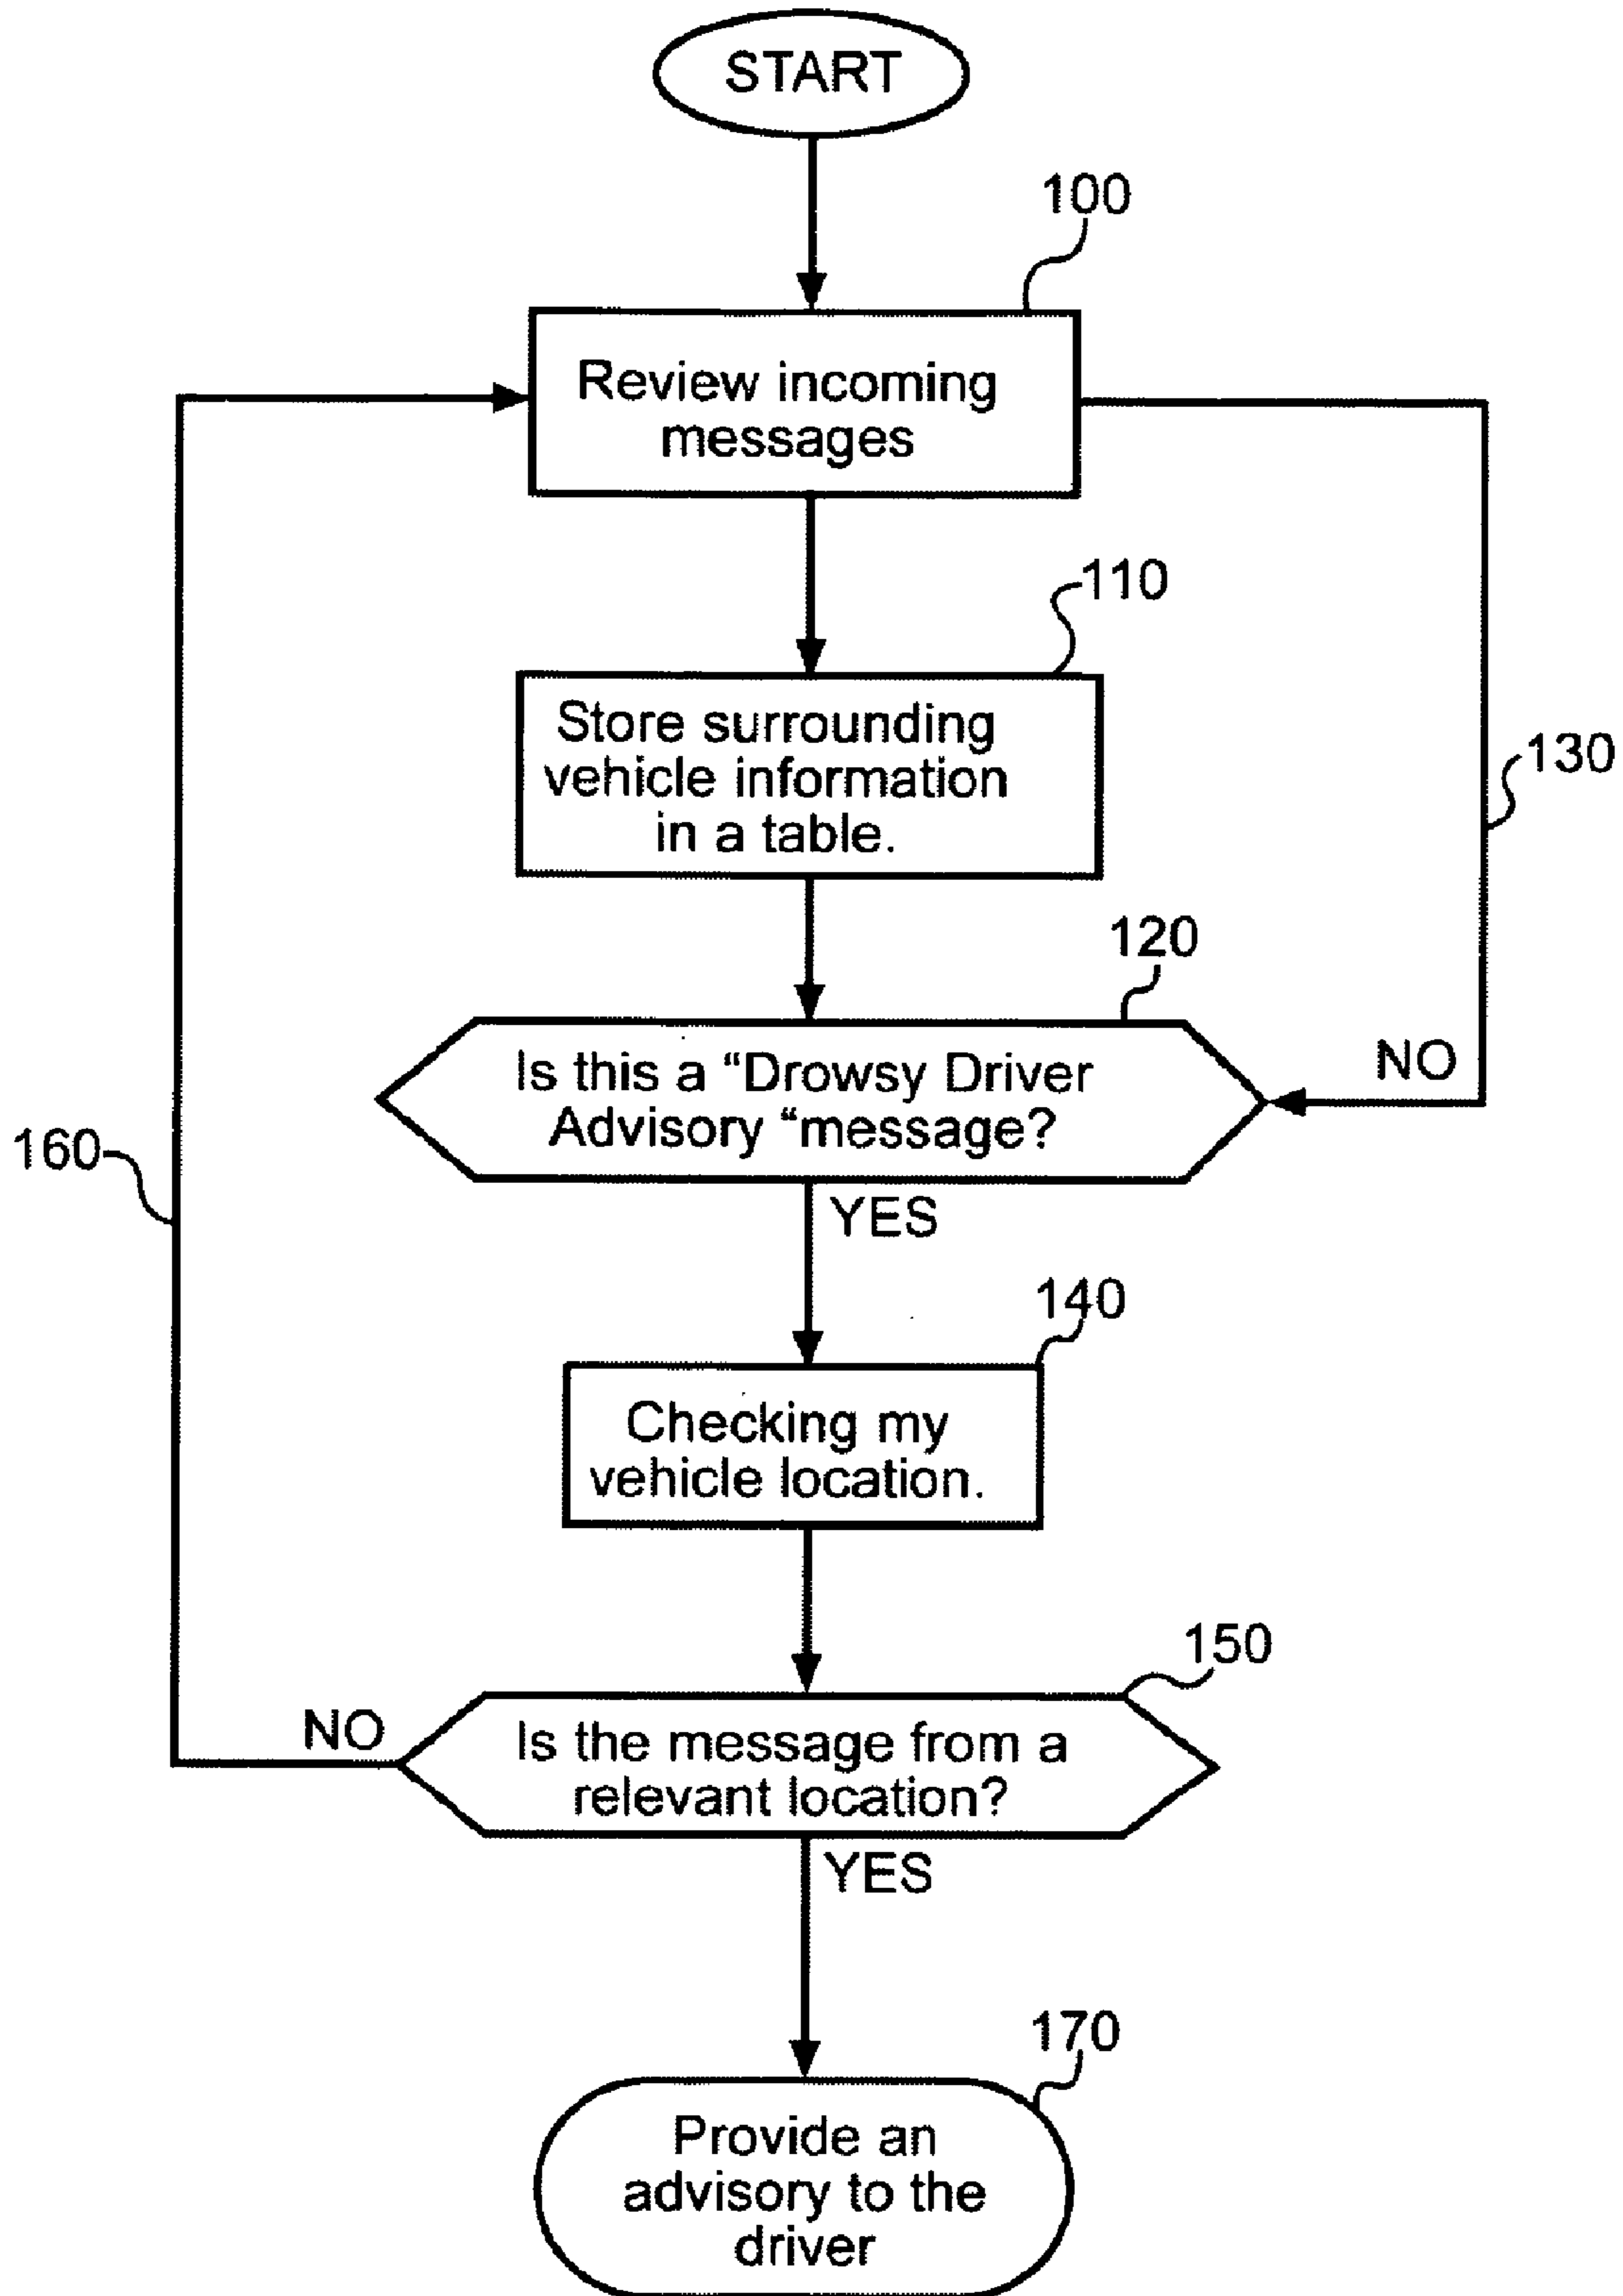 START
100
Review incoming
messages
110
Store surrounding
vehicle information
in a table.
130
120
Is this a “Drowsy Driver
Advisory “message?
NO
160
YES
140
Checking my
vehicle location.
150
NO
Is the message from a
relevant location?
YES
170
Provide an
advisory to the
driver